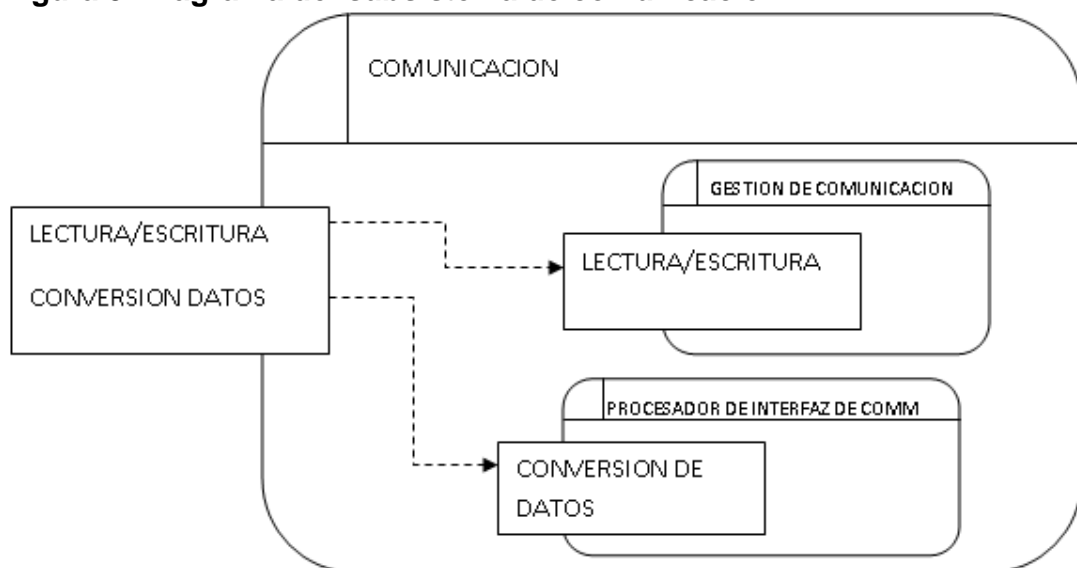 COMUNICACION
GESTION DE COMUNICACION
LECTURA/ESCRITURA
CONVERSION DATOS
LECTURA/ESCRITURA
PROCESADOR DE INTERFAZ DE COMM
CONVERSION DE
DATOS